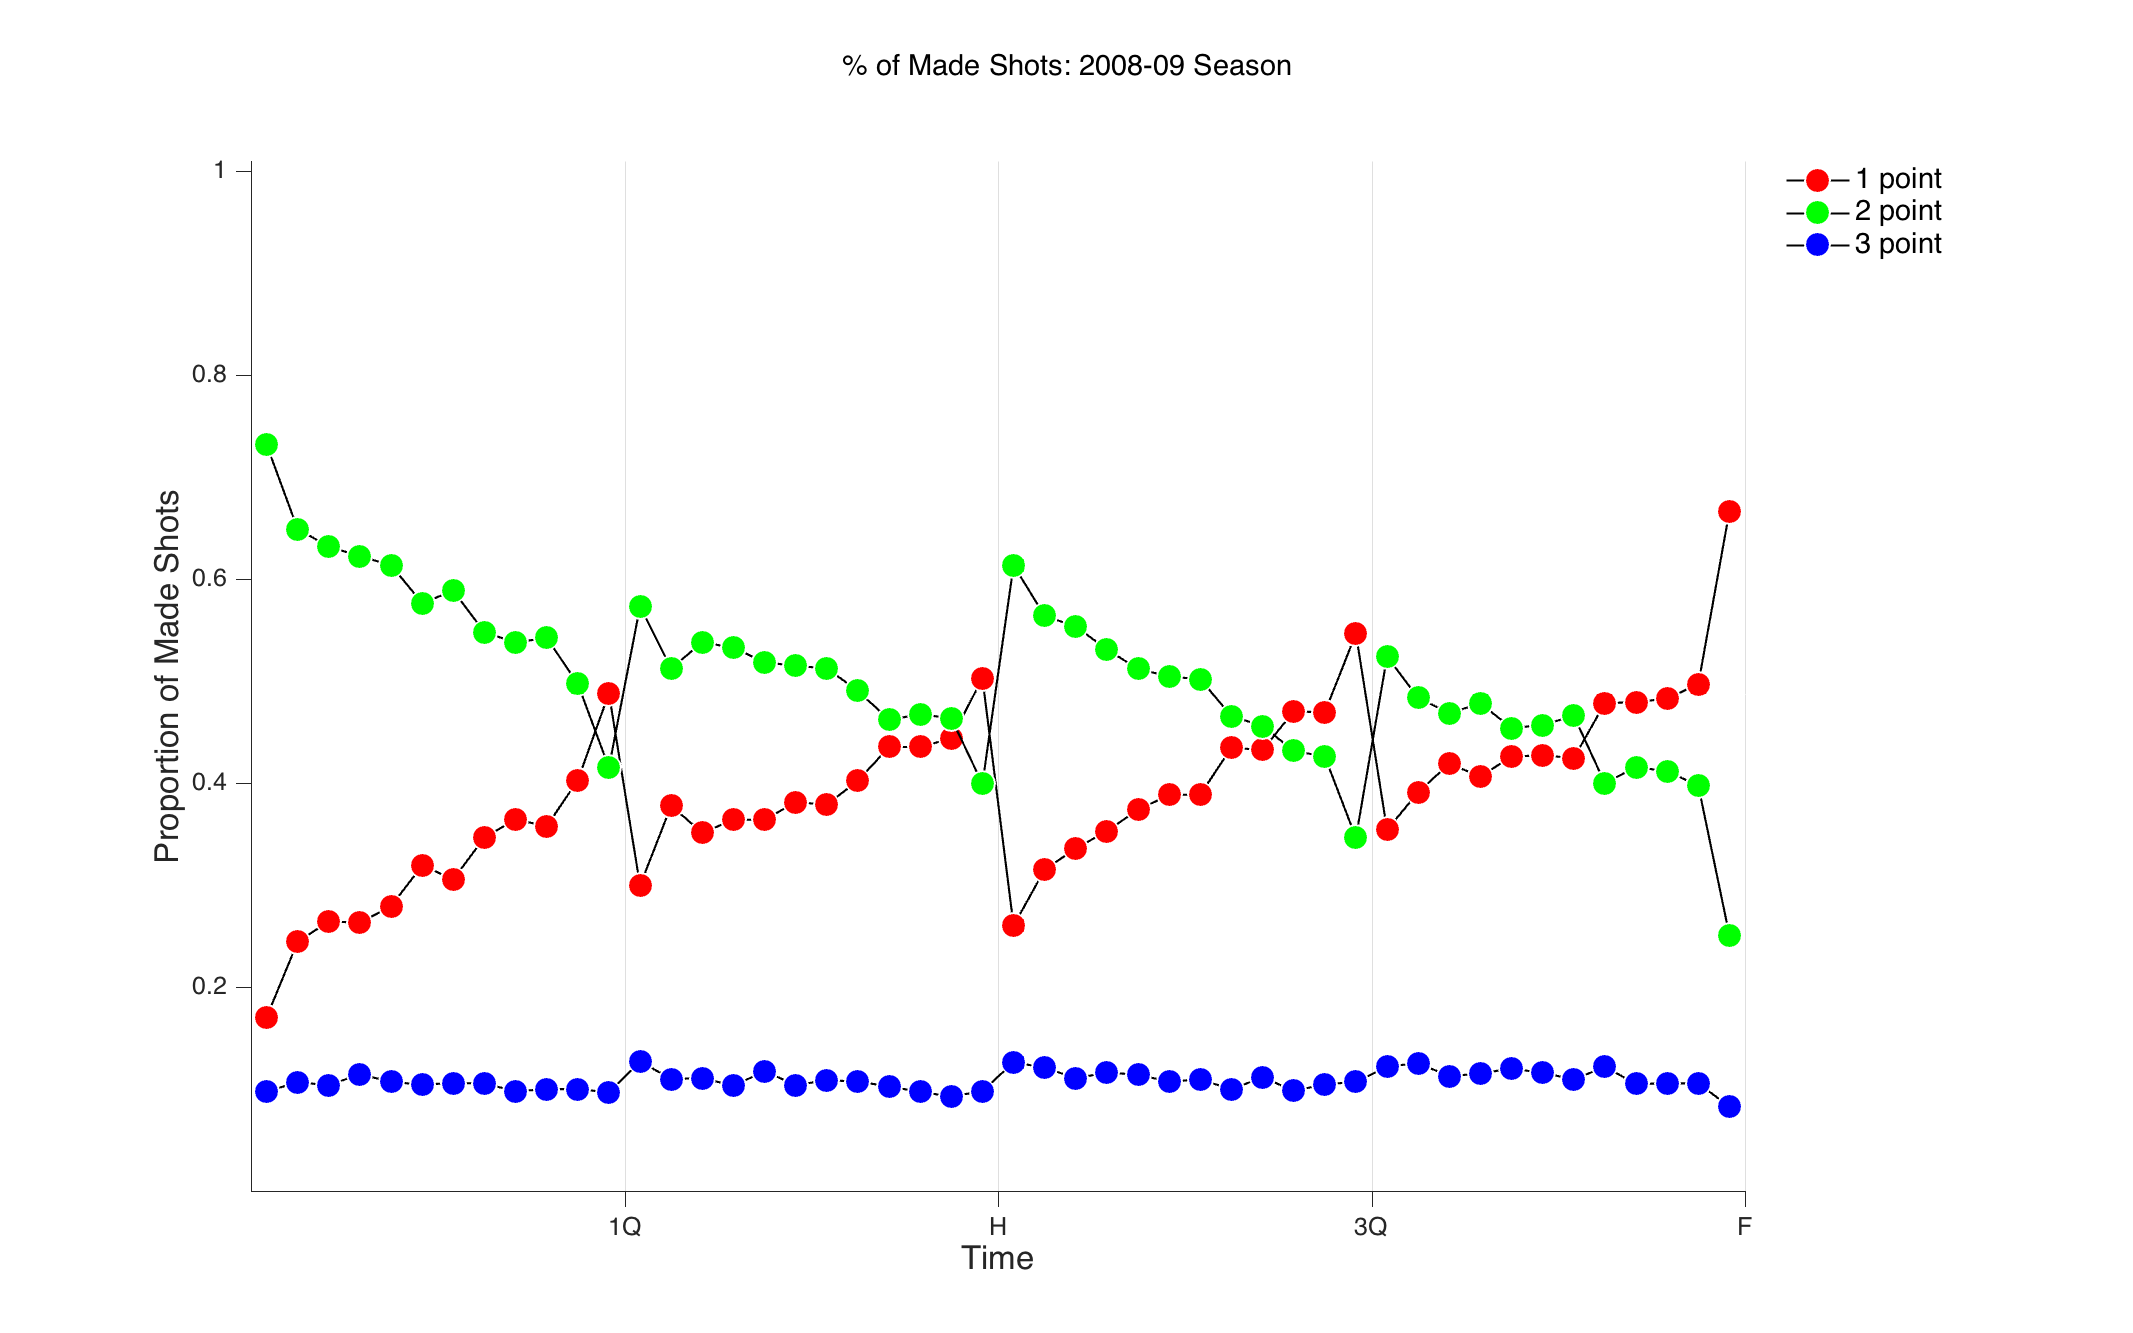 % of Made Shots: 2008-09 Season
1 point
2 point
3 point
1
0.8
0.6
0.4
0.2
Proportion of Made Shots
1Q
H
3Q
F
Time